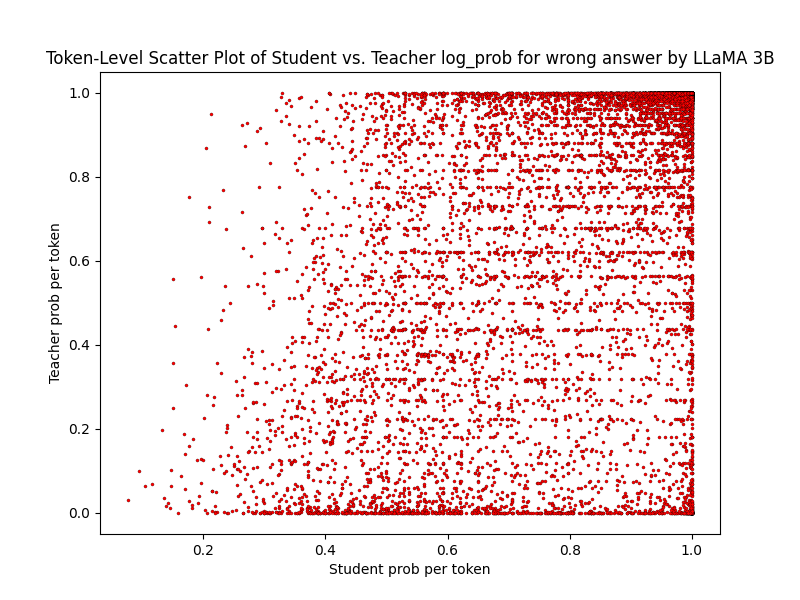 Token-Level Scatter Plot of Student vs. Teacher log_prob for wrong answer by LLaMA 3B
1.0
0.8
0.6
0.4
0.2
0.0
Teacher prob per token
0.2 0.4 0.6 0.8 1.0
Student prob per token